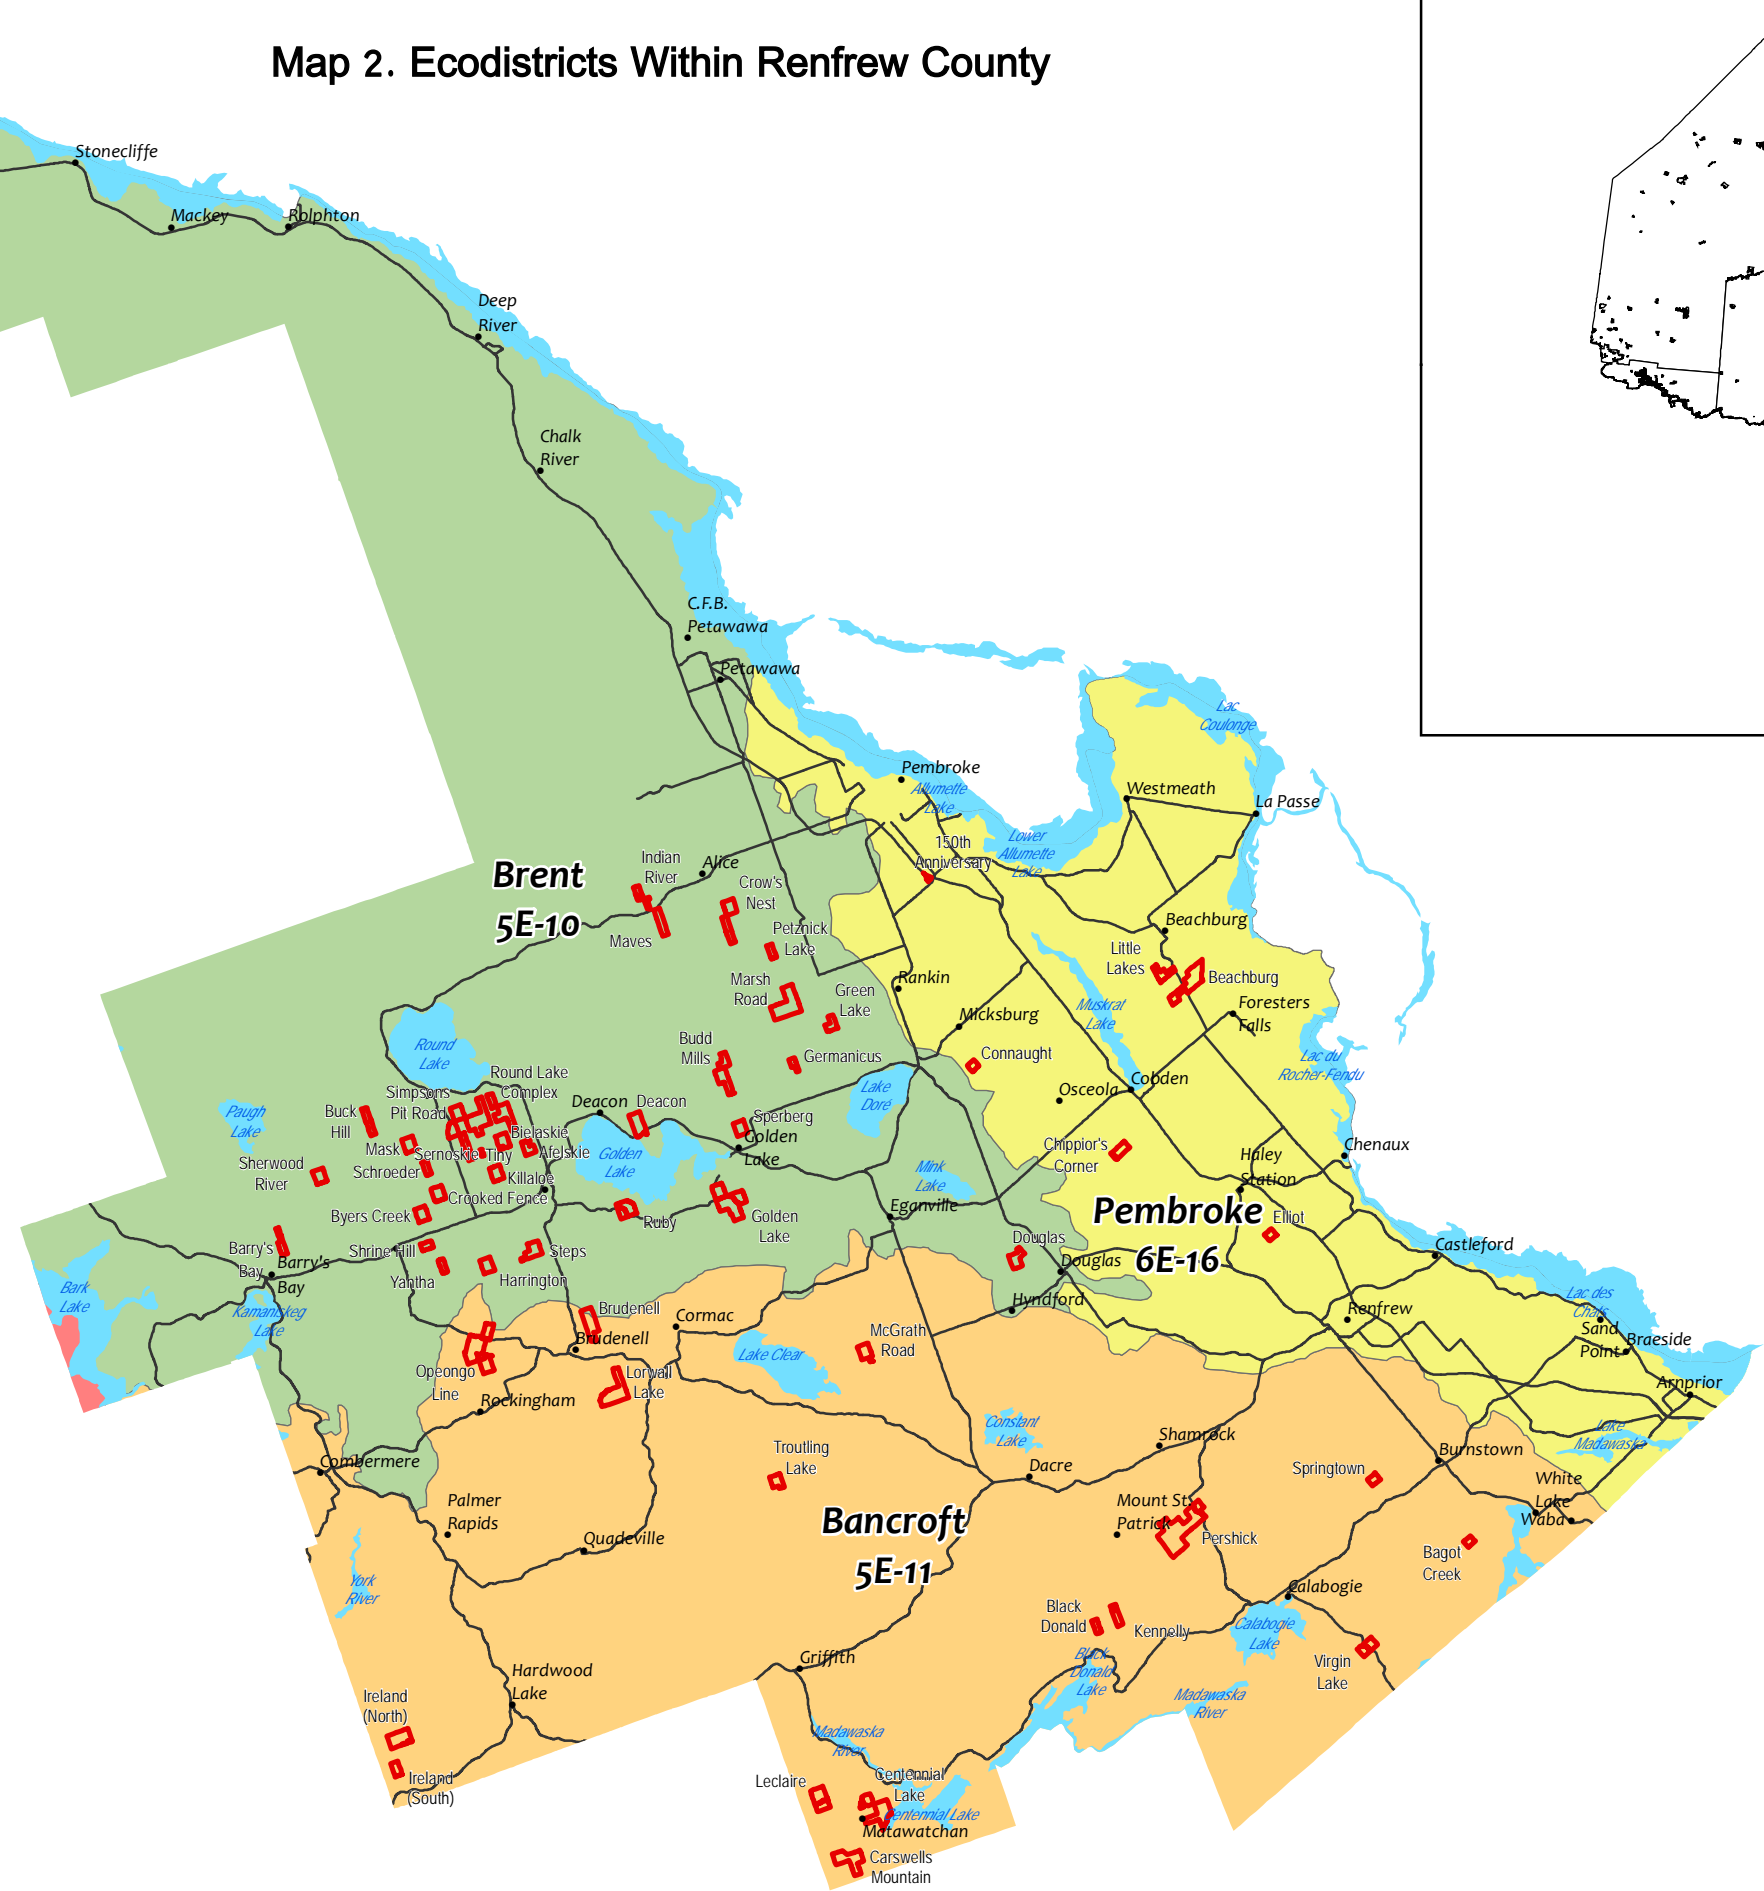 Map 2. Ecodistricts Within Renfrew County
Stonecliffe
Mackey
Rolphton
Deep
River
Chalk
River
C.F.B.
Petawawa
Petawawa
Lac
Coulonge
Pembroke
Allumette
Lake
Westmeath
La Passe
Lower
Allumette
Lake
150th
Anniversary
Brent
5E-10
Indian
River
Alice
Crow's
Nest
Maves
Petznick
Lake
Beachburg
Little
Lakes
Beachburg
Marsh
Road
Green
Lake
Rankin
Micksburg
Muskrat
Lake
Foresters
Falls
Round
Lake
Budd
Mills
Germanicus
Connaught
Lac du
Rocher-Fendu
Round Lake
Complex
Simpsons
Pit Road
Lake
Doré
Osceola
Cobden
Paugh
Lake
Buck
Hill
Deacon
Deacon
Sperberg
Golden
Lake
Mask
Sernoskie
Tiny
Bielaskie
Afelskie
Golden
Lake
Chippior's
Corner
Chenaux
Sherwood
River
Schroeder
Killaloe
Crooked Fence
Mink
Lake
Haley
Station
Byers Creek
Ruby
Golden
Lake
Eganville
Pembroke
6E-16
Elliot
Barry's
Bay
Barry's
Bay
Shrine Hill
Steps
Yantha
Harrington
Douglas
Douglas
Castleford
Bark
Lake
Kamaniskeg
Lake
Brudenell
Brudenell
Cormac
Hyndford
Renfrew
Lac des
Chats
Sand
Point
Braeside
McGrath
Road
Lake Clear
Opeongo
Line
Lorwall
Lake
Rockingham
Arnprior
Constant
Lake
Shamrock
Lake
Madawaska
Combermere
Troutling
Lake
Dacre
Springtown
Burnstown
White
Lake
Waba
Palmer
Rapids
Bancroft
5E-11
Mount St.
Patrick
Pershick
Quadeville
Bagot
Creek
York
River
Calabogie
Black
Donald
Kennelly
Calabogie
Lake
Griffith
Black
Donald
Lake
Virgin
Lake
Hardwood
Lake
Ireland
(North)
Madawaska
River
Madawaska
River
Ireland
(South)
Leclaire
Centennial
Lake
Centennial Lake
Matawatchan
Carswells
Mountain